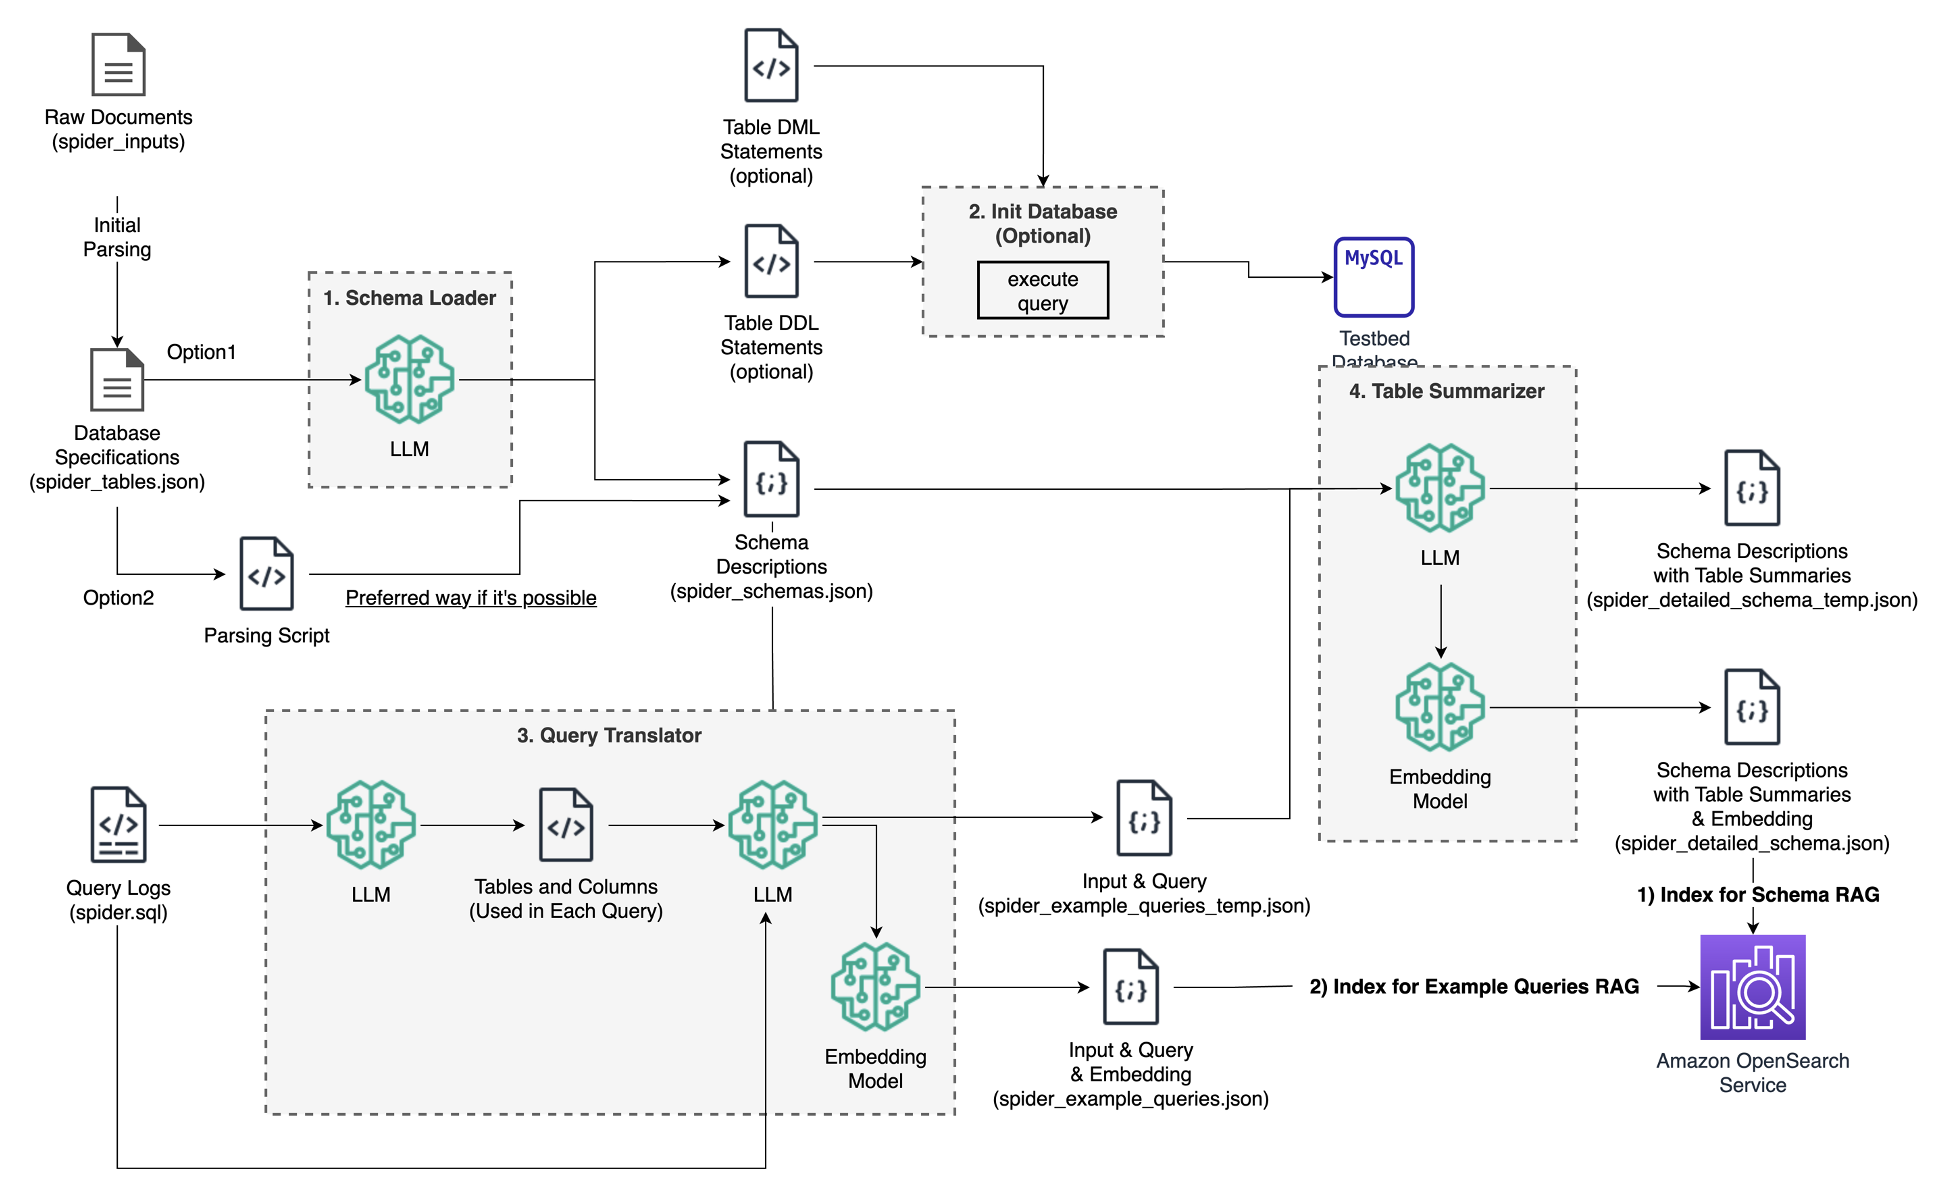 Raw Documents
(spider_inputs)
Initial
Parsing
Database
Specifications
(spider_tables.json)
Option1
Option2
</>
Parsing Script
Preferred way if it's possible
1. Schema Loader
LLM
</>
Table DML
Statements
(optional)
</>
Table DDL
Statements
(optional)
2. Init Database
(Optional)
execute
query
MySQL
Testbed
Database
{;}
Schema
Descriptions
(spider_schemas.json)
4. Table Summarizer
LLM
Embedding
Model
{;}
Schema Descriptions
with Table Summaries
(spider_detailed_schema_temp.json)
{;}
Schema Descriptions
with Table Summaries
& Embedding
(spider_detailed_schema.json)
1) Index for Schema RAG
</>
Query Logs
(spider.sql)
3. Query Translator
LLM
</>
Tables and Columns
(Used in Each Query)
LLM
Embedding
Model
{;}
Input & Query
(spider_example_queries_temp.json)
{;}
Input & Query
& Embedding
(spider_example_queries.json)
2) Index for Example Queries RAG
Amazon OpenSearch
Service